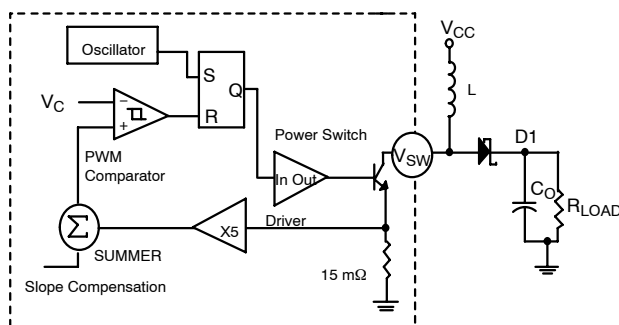 Oscillator
S
Q
R
V_C
−
+
PWM
Comparator
Power Switch
In Out
Driver
X5
Σ
SUMMER
Slope Compensation
15 mΩ
V_SW
V_CC
L
D1
C_O
R_LOAD